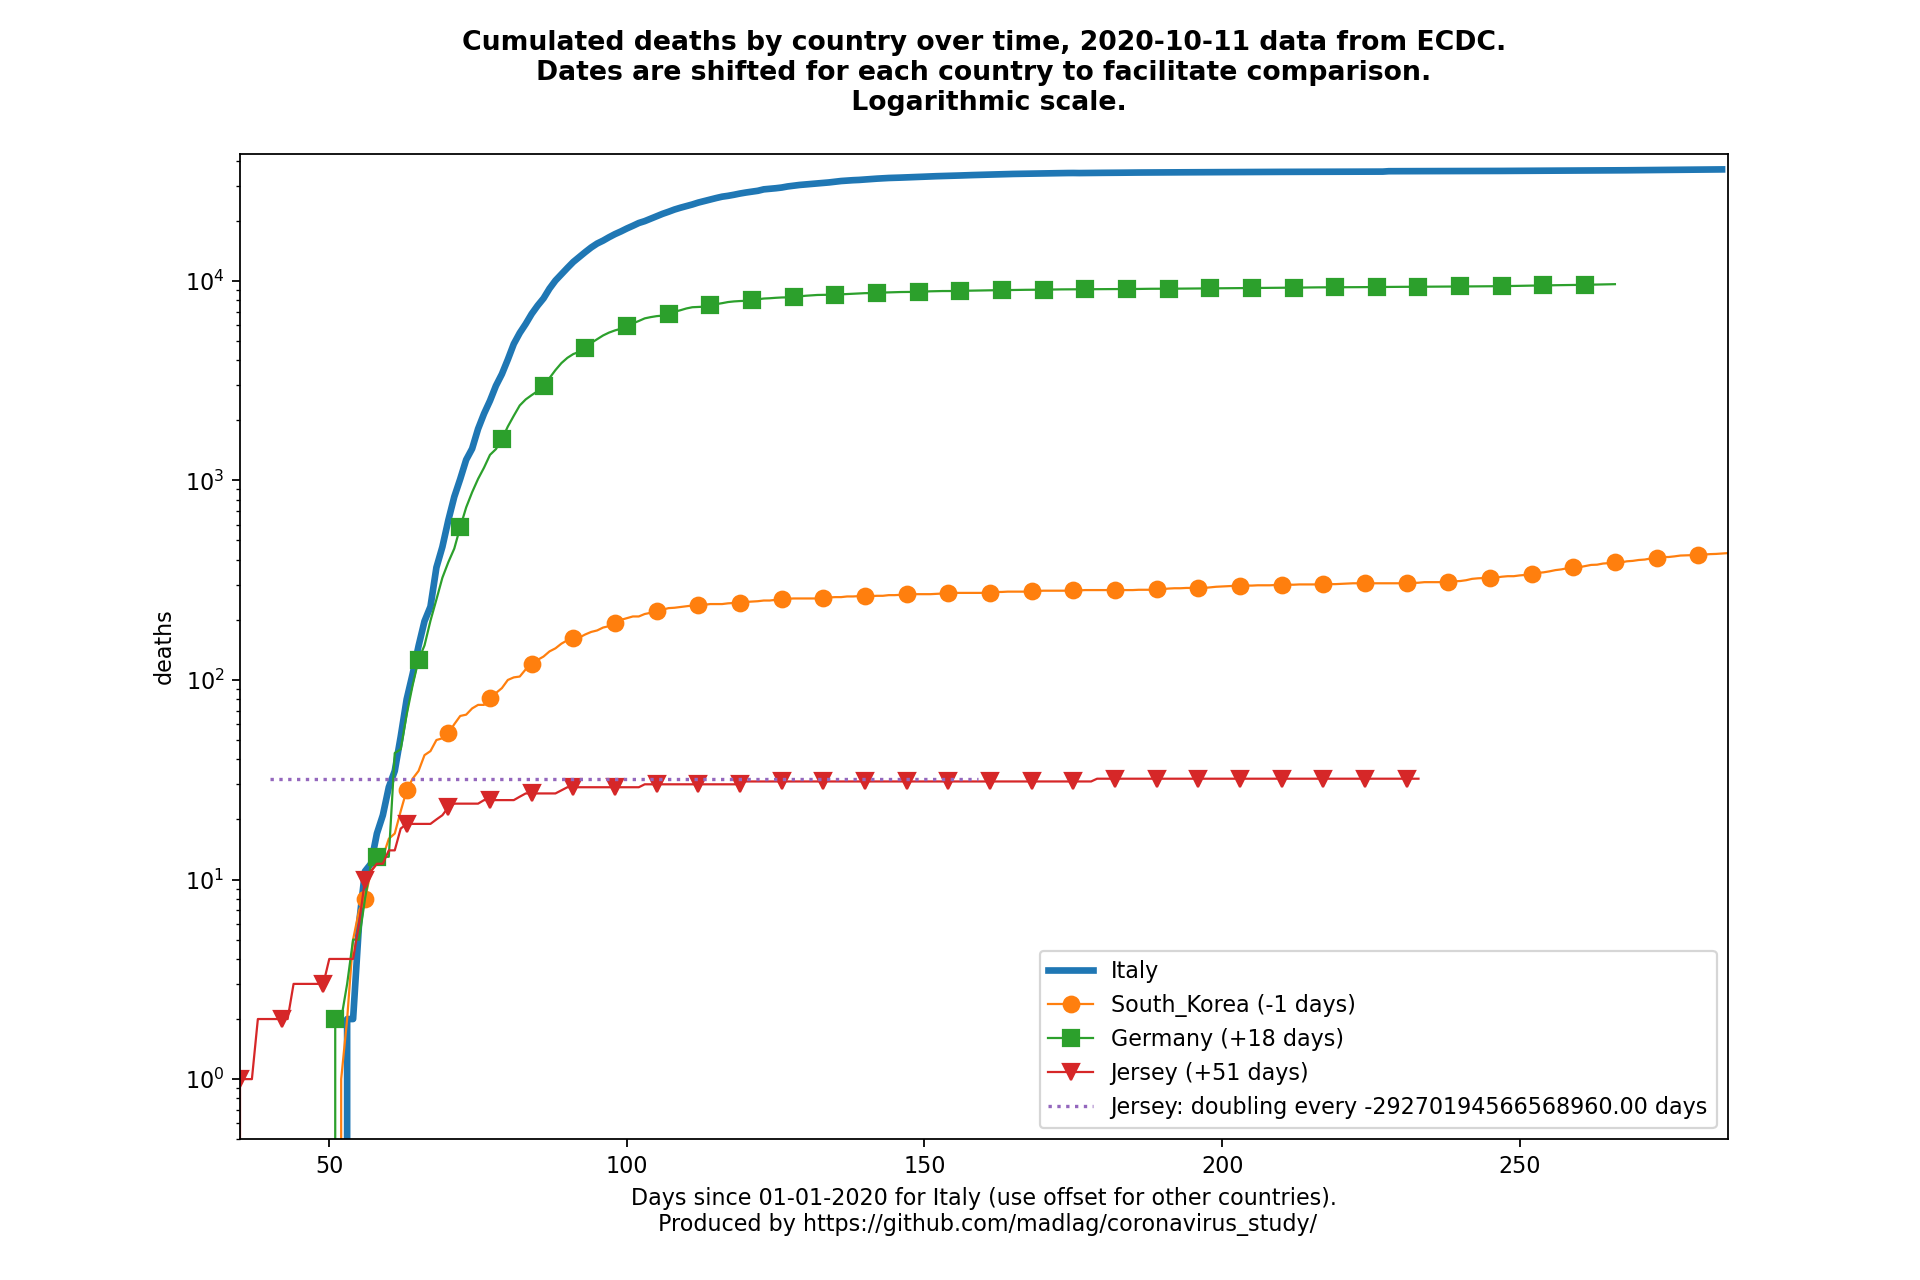 Cumulated deaths by country over time, 2020-10-11 data from ECDC.
Dates are shifted for each country to facilitate comparison.
Logarithmic scale.
deaths
10^4
10^3
10^2
10^1
10^0
Italy
South_Korea (-1 days)
Germany (+18 days)
Jersey (+51 days)
Jersey: doubling every -29270194566568960.00 days
50 100 150 200 250
Days since 01-01-2020 for Italy (use offset for other countries).
Produced by https://github.com/madlag/coronavirus_study/